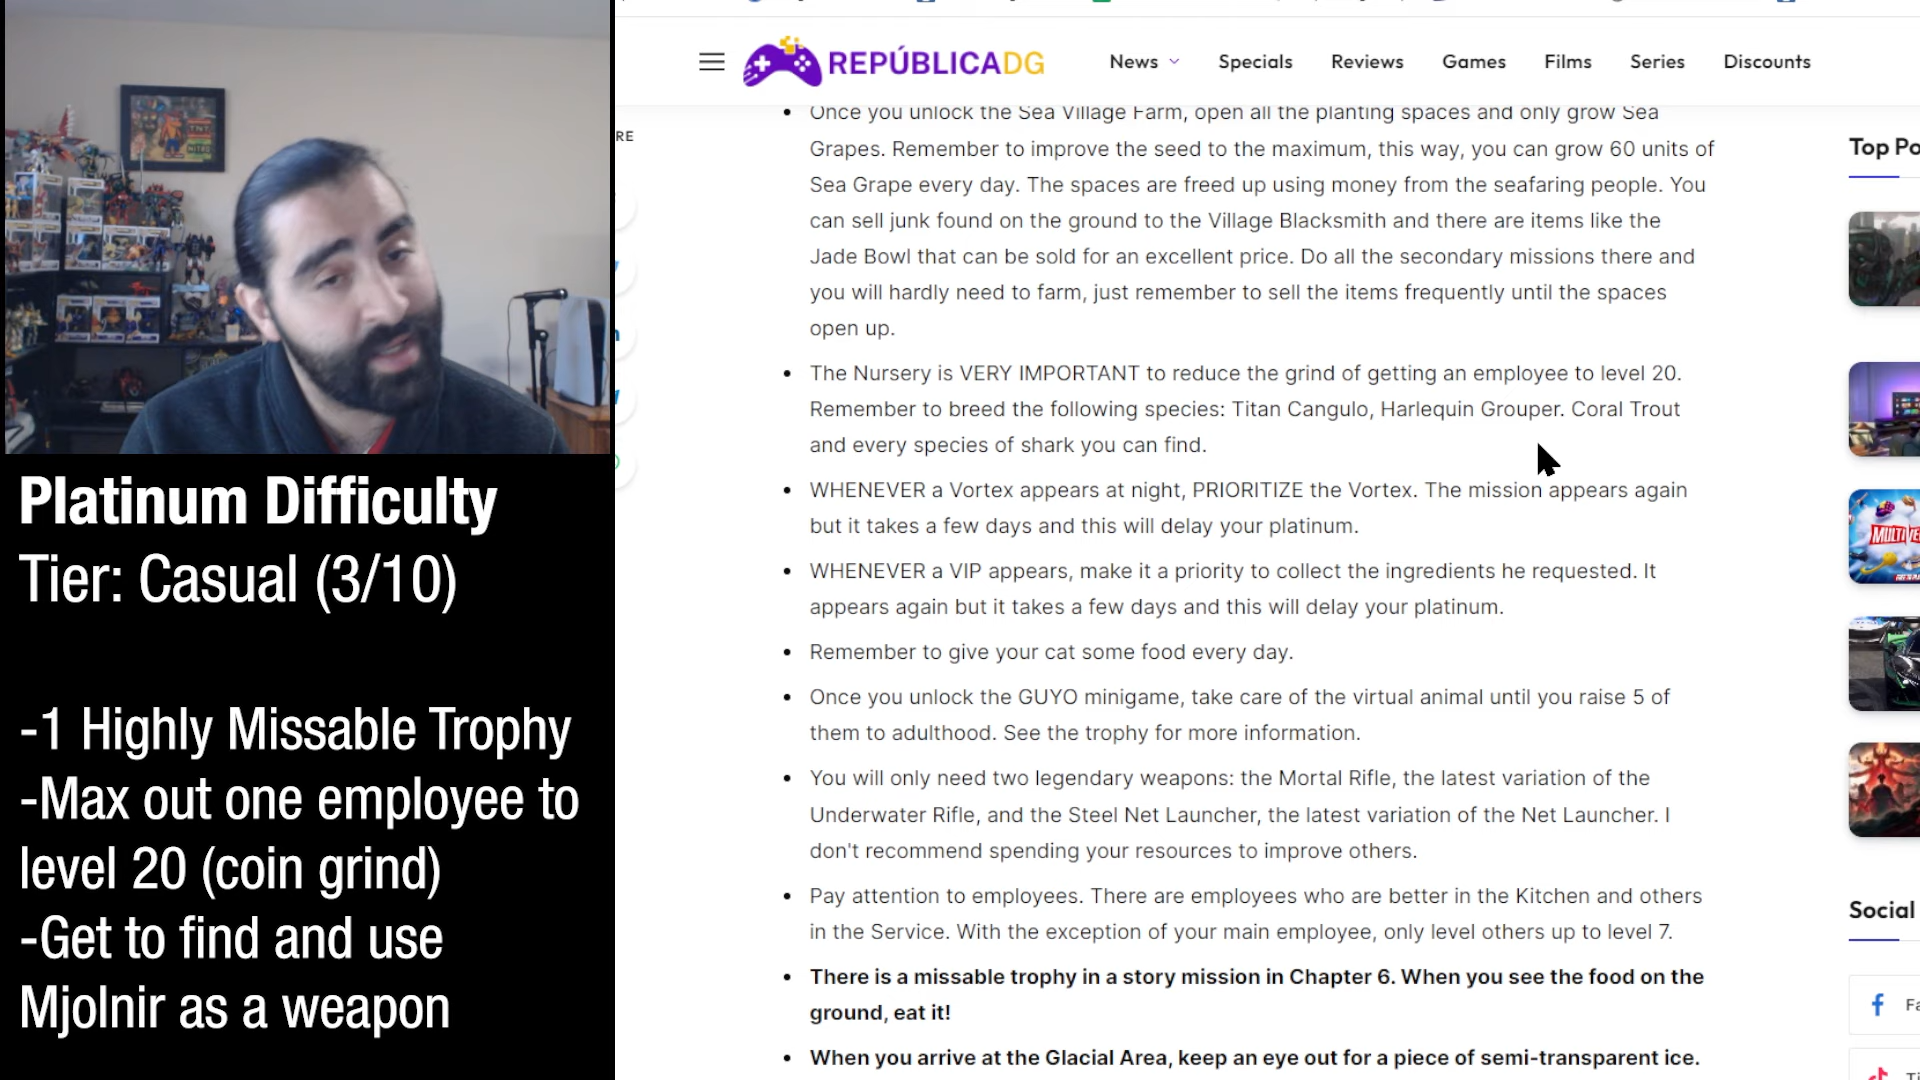 REPÚBLICADG
News
Specials
Reviews
Games
Films
Series
Discounts
RE
Once you unlock the Sea Village Farm, open all the planting spaces and only grow Sea
Grapes. Remember to improve the seed to the maximum, this way, you can grow 60 units of
Sea Grape every day. The spaces are freed up using money from the seafaring people. You
can sell junk found on the ground to the Village Blacksmith and there are items like the
Jade Bowl that can be sold for an excellent price. Do all the secondary missions there and
you will hardly need to farm, just remember to sell the items frequently until the spaces
open up.
The Nursery is VERY IMPORTANT to reduce the grind of getting an employee to level 20.
Remember to breed the following species: Titan Cangulo, Harlequin Grouper. Coral Trout
and every species of shark you can find.
WHENEVER a Vortex appears at night, PRIORITIZE the Vortex. The mission appears again
but it takes a few days and this will delay your platinum.
WHENEVER a VIP appears, make it a priority to collect the ingredients he requested. It
appears again but it takes a few days and this will delay your platinum.
Remember to give your cat some food every day.
Once you unlock the GUYO minigame, take care of the virtual animal until you raise 5 of
them to adulthood. See the trophy for more information.
You will only need two legendary weapons: the Mortal Rifle, the latest variation of the
Underwater Rifle, and the Steel Net Launcher, the latest variation of the Net Launcher. I
don't recommend spending your resources to improve others.
Pay attention to employees. There are employees who are better in the Kitchen and others
in the Service. With the exception of your main employee, only level others up to level 7.
There is a missable trophy in a story mission in Chapter 6. When you see the food on the
ground, eat it!
When you arrive at the Glacial Area, keep an eye out for a piece of semi-transparent ice.
Top Po
Social
Fa
TNT
NITRO
Platinum Difficulty
Tier: Casual (3/10)
-1 Highly Missable Trophy
-Max out one employee to
level 20 (coin grind)
-Get to find and use
Mjolnir as a weapon